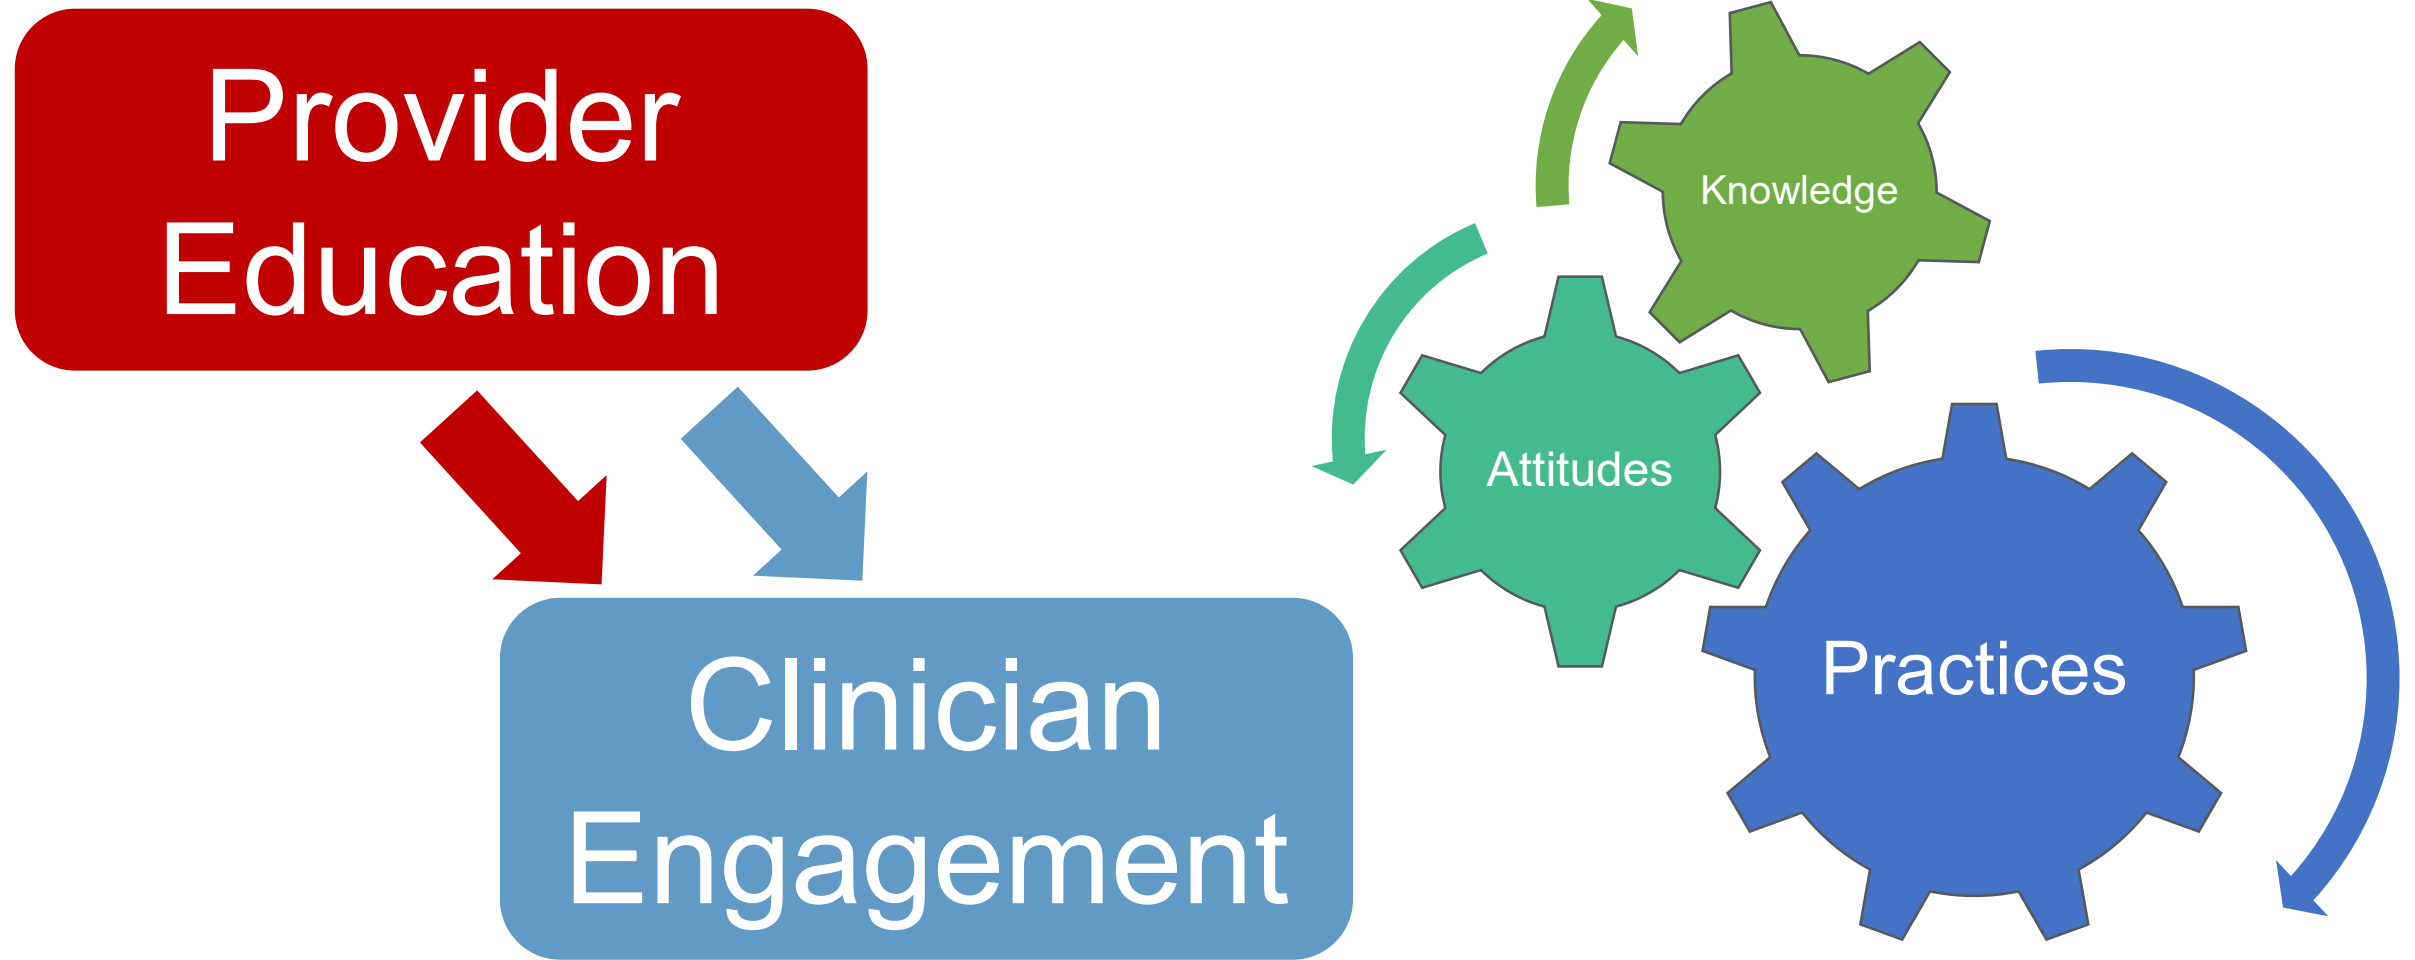 Provider
Education
Clinician
Engagement
Knowledge
Attitudes
Practices